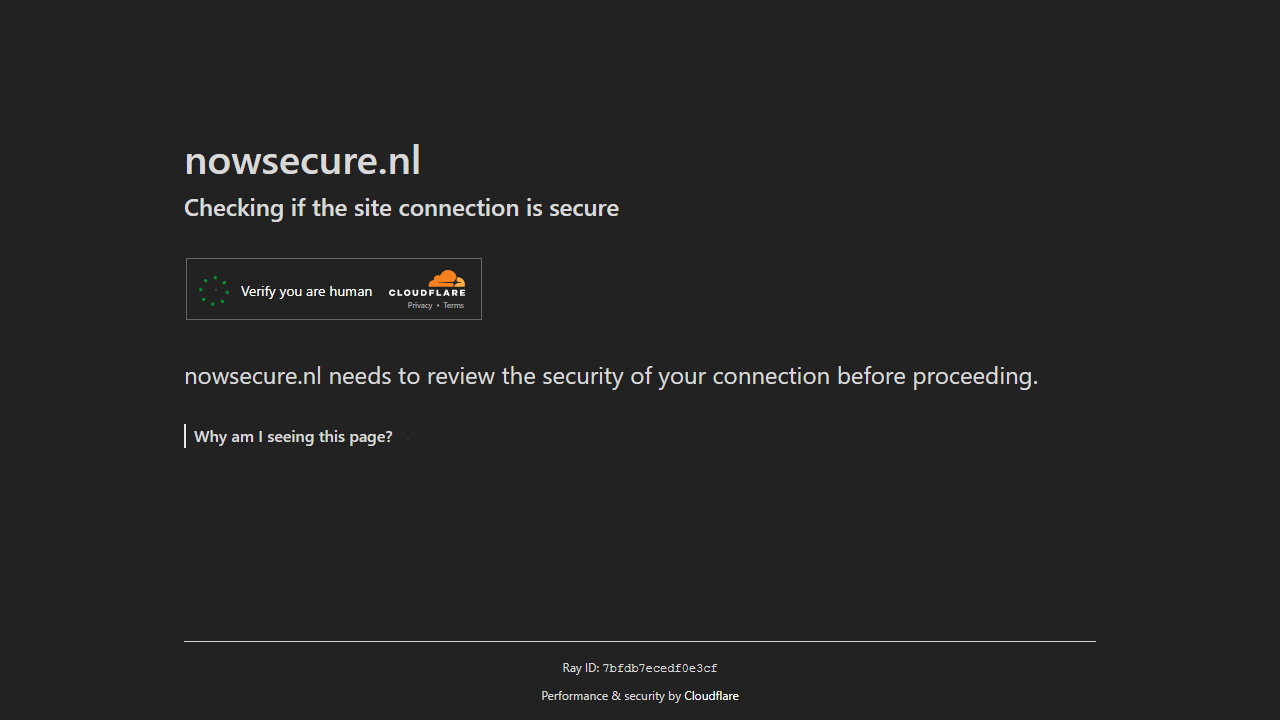 nowsecure.nl
Checking if the site connection is secure
Verify you are human
CLOUDFLARE
Privacy • Terms
nowsecure.nl needs to review the security of your connection before proceeding.
Why am I seeing this page?
Ray ID: 7bfdb7ecedf0e3cf
Performance & security by Cloudflare